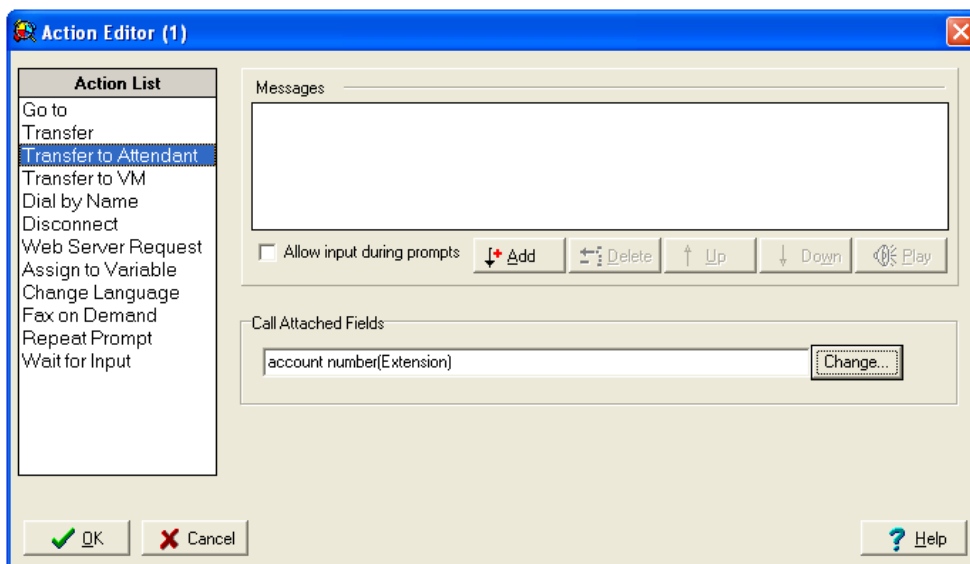 Action Editor (1)
Action List
Go to
Transfer
Transfer to Attendant
Transfer to VM
Dial by Name
Disconnect
Web Server Request
Assign to Variable
Change Language
Fax on Demand
Repeat Prompt
Wait for Input
Messages
Allow input during prompts
Add
Delete
Up
Down
Play
Call Attached Fields
account number(Extension)
Change...
OK
Cancel
Help